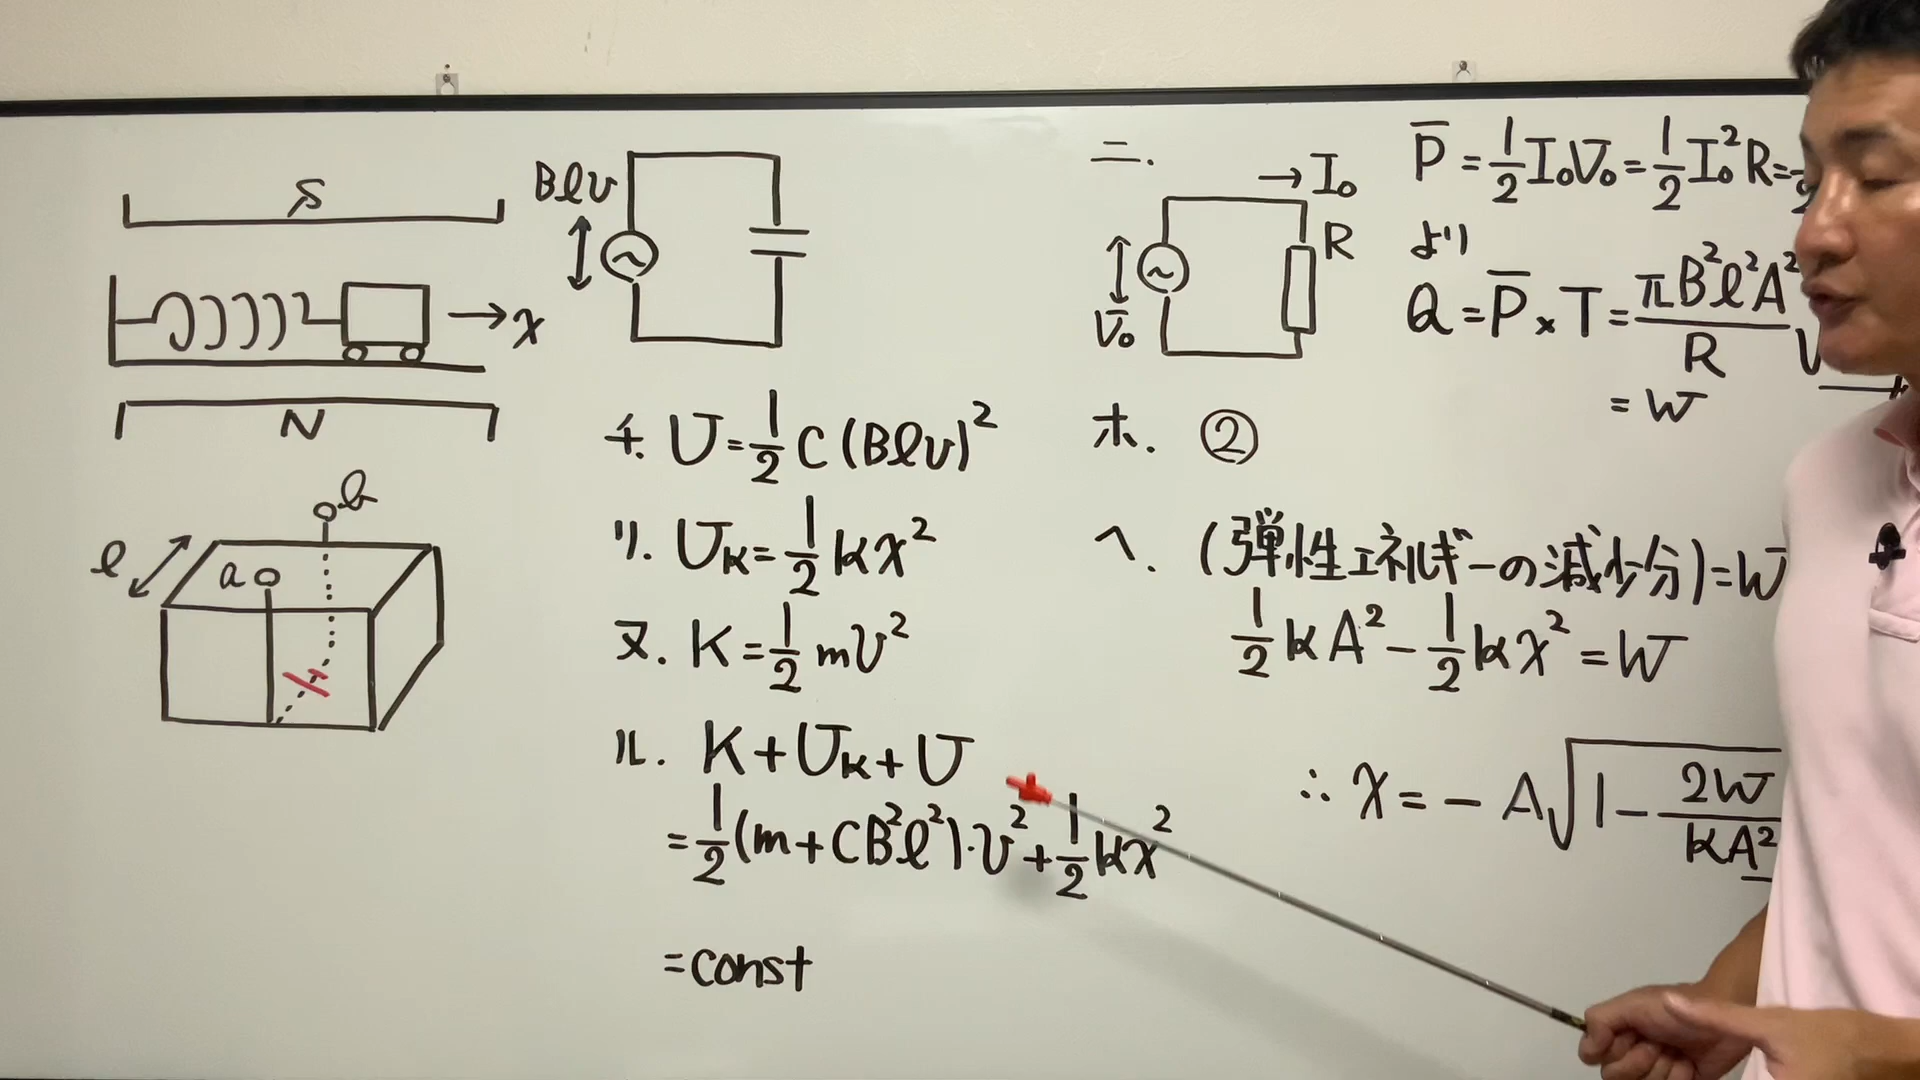 S
→x
N
b
l
a
Blv
チ. U=1/2 C(Blv)²
リ. U_k=1/2 kx²
ヌ. K=1/2 mv²
ル. K+U_k+U
=1/2(m+CB²l²)·v²+1/2 kx²
=const
ニ.
→I₀
R
V₀
P̄=1/2 I₀V₀=1/2 I₀²R=
より
Q=P̄×T=πB²l²A²/R
=W
ホ. ②
ヘ. (弾性エネルギーの減少分)=W
1/2 kA²-1/2 kx²=W
∴ x=-A√(1-2W/kA²)